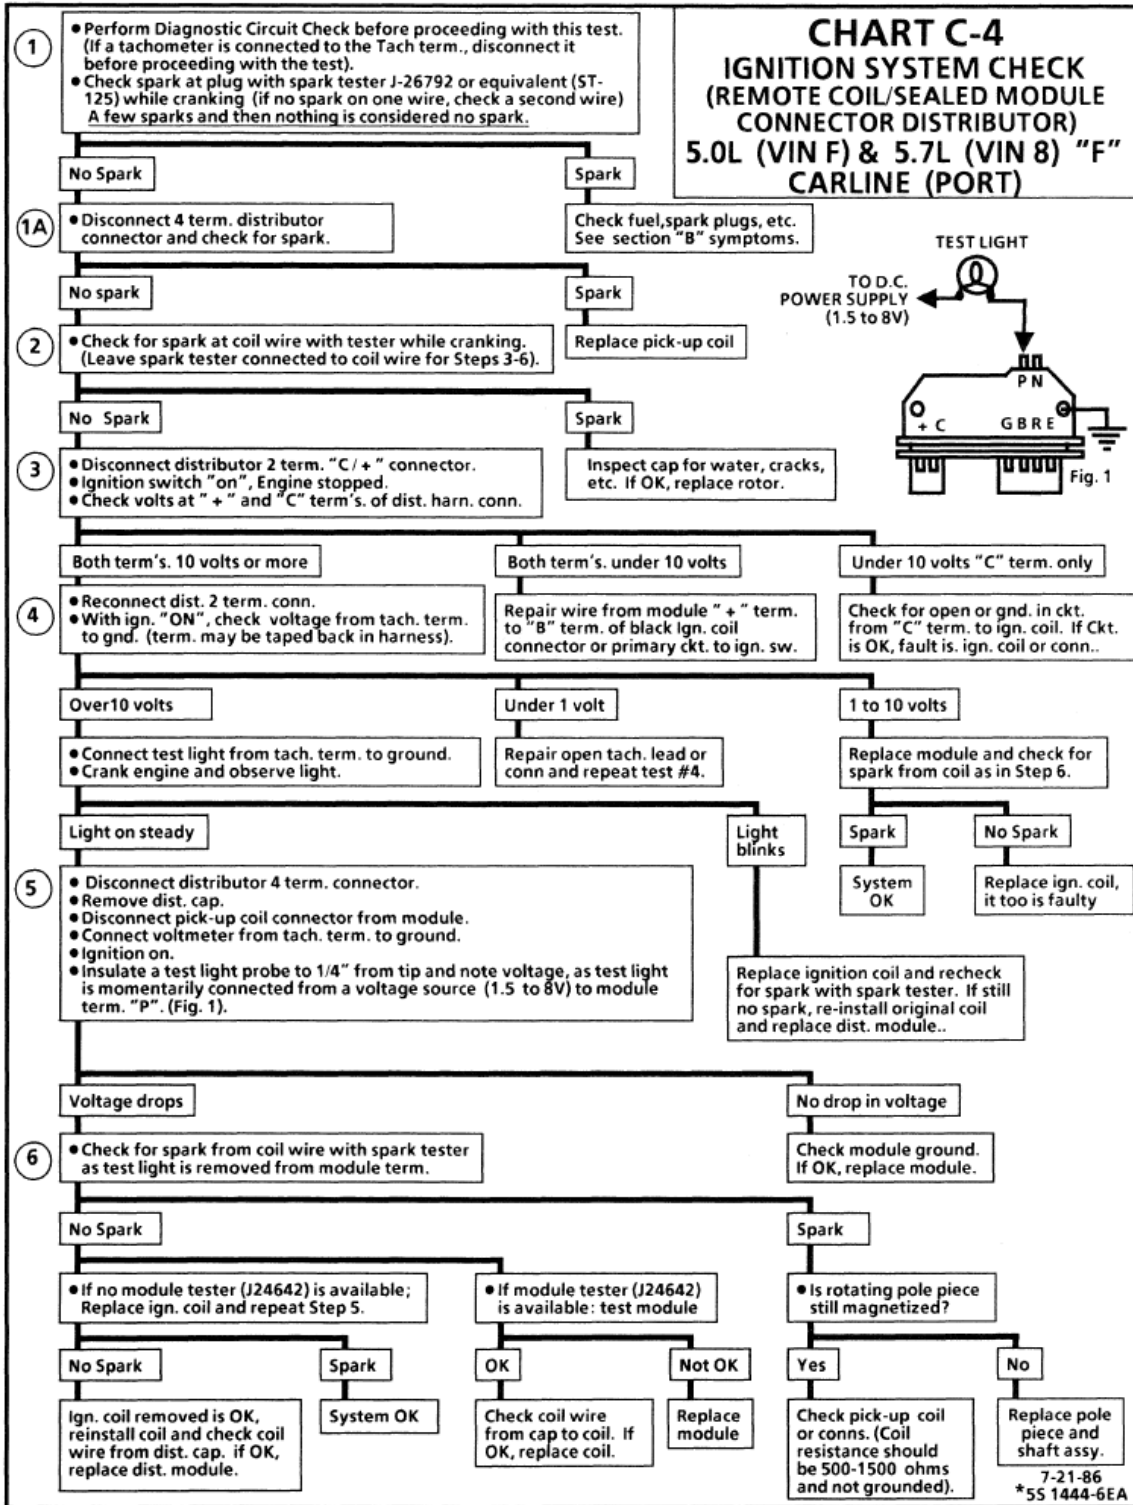 CHART C-4
IGNITION SYSTEM CHECK
(REMOTE COIL/SEALED MODULE
CONNECTOR DISTRIBUTOR)
5.0L (VIN F) & 5.7L (VIN 8) "F"
CARLINE (PORT)
1
• Perform Diagnostic Circuit Check before proceeding with this test.
(If a tachometer is connected to the Tach term., disconnect it
before proceeding with the test).
• Check spark at plug with spark tester J-26792 or equivalent (ST-
125) while cranking (if no spark on one wire, check a second wire)
A few sparks and then nothing is considered no spark.
No Spark
Spark
1A
• Disconnect 4 term. distributor
connector and check for spark.
Check fuel,spark plugs, etc.
See section "B" symptoms.
No spark
Spark
2
• Check for spark at coil wire with tester while cranking.
(Leave spark tester connected to coil wire for Steps 3-6).
Replace pick-up coil
TEST LIGHT
TO D.C.
POWER SUPPLY
(1.5 to 8V)
P N
+ C
G B R E
Fig. 1
No Spark
Spark
3
• Disconnect distributor 2 term. "C / + " connector.
• Ignition switch "on", Engine stopped.
• Check volts at " + " and "C" term's. of dist. harn. conn.
Inspect cap for water, cracks,
etc. If OK, replace rotor.
Both term's. 10 volts or more
Both term's. under 10 volts
Under 10 volts "C" term. only
4
• Reconnect dist. 2 term. conn.
• With ign. "ON", check voltage from tach. term.
to gnd. (term. may be taped back in harness).
Repair wire from module " + " term.
to "B" term. of black Ign. coil
connector or primary ckt. to ign. sw.
Check for open or gnd. in ckt.
from "C" term. to ign. coil. If Ckt.
is OK, fault is. ign. coil or conn..
Over10 volts
Under 1 volt
1 to 10 volts
• Connect test light from tach. term. to ground.
• Crank engine and observe light.
Repair open tach. lead or
conn and repeat test #4.
Replace module and check for
spark from coil as in Step 6.
Light on steady
Light
blinks
Spark
No Spark
System
OK
Replace ign. coil,
it too is faulty
5
• Disconnect distributor 4 term. connector.
• Remove dist. cap.
• Disconnect pick-up coil connector from module.
• Connect voltmeter from tach. term. to ground.
• Ignition on.
• Insulate a test light probe to 1/4" from tip and note voltage, as test light
is momentarily connected from a voltage source (1.5 to 8V) to module
term. "P". (Fig. 1).
Replace ignition coil and recheck
for spark with spark tester. If still
no spark, re-install original coil
and replace dist. module..
Voltage drops
No drop in voltage
6
• Check for spark from coil wire with spark tester
as test light is removed from module term.
Check module ground.
If OK, replace module.
No Spark
Spark
• If no module tester (J24642) is available;
Replace ign. coil and repeat Step 5.
• If module tester (J24642)
is available: test module
• Is rotating pole piece
still magnetized?
No Spark
Spark
OK
Not OK
Yes
No
Ign. coil removed is OK,
reinstall coil and check coil
wire from dist. cap. if OK,
replace dist. module.
System OK
Check coil wire
from cap to coil. If
OK, replace coil.
Replace
module
Check pick-up coil
or conns. (Coil
resistance should
be 500-1500 ohms
and not grounded).
Replace pole
piece and
shaft assy.
7-21-86
*5S 1444-6EA